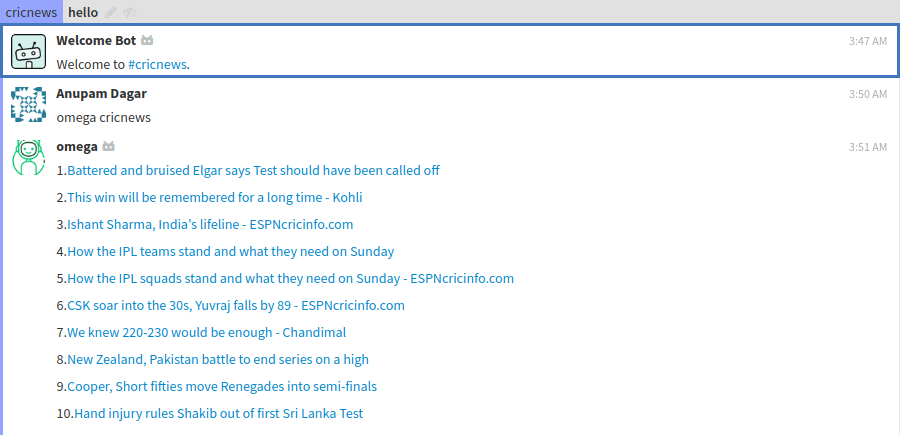 cricnews hello
Welcome Bot 3:47 AM
Welcome to #cricnews.
Anupam Dagar 3:50 AM
omega cricnews
omega 3:51 AM
1.Battered and bruised Elgar says Test should have been called off
2.This win will be remembered for a long time - Kohli
3.Ishant Sharma, India's lifeline - ESPNcricinfo.com
4.How the IPL teams stand and what they need on Sunday
5.How the IPL squads stand and what they need on Sunday - ESPNcricinfo.com
6.CSK soar into the 30s, Yuvraj falls by 89 - ESPNcricinfo.com
7.We knew 220-230 would be enough - Chandimal
8.New Zealand, Pakistan battle to end series on a high
9.Cooper, Short fifties move Renegades into semi-finals
10.Hand injury rules Shakib out of first Sri Lanka Test